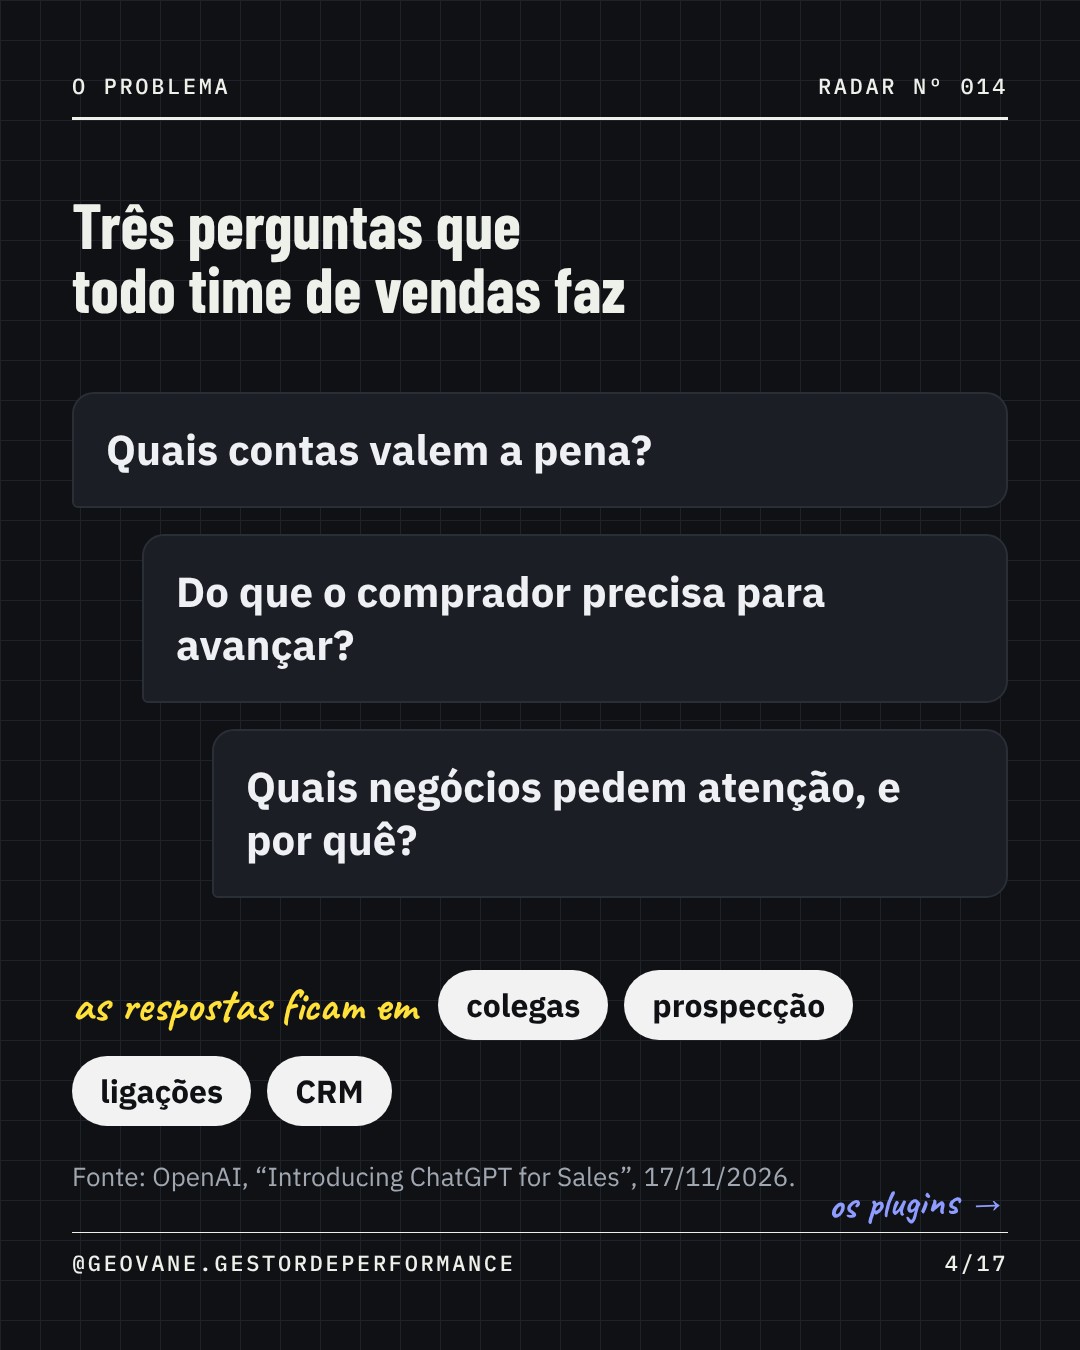 O PROBLEMA
RADAR Nº 014
Três perguntas que
todo time de vendas faz
Quais contas valem a pena?
Do que o comprador precisa para
avançar?
Quais negócios pedem atenção, e
por quê?
as respostas ficam em colegas prospecção
ligações CRM
Fonte: OpenAI, “Introducing ChatGPT for Sales”, 17/11/2026.
os plugins →
@GEOVANE.GESTORDEPERFORMANCE
4/17